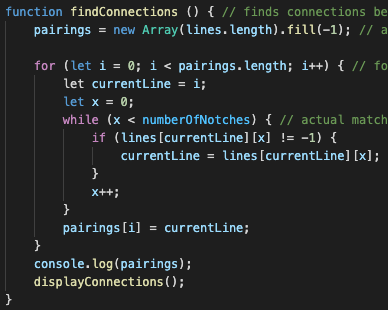 function findConnections () { // finds connections be
pairings = new Array(lines.length).fill(-1); // a
for (let i = 0; i < pairings.length; i++) { // fo
let currentLine = i;
let x = 0;
while (x < numberOfNotches) { // actual match
if (lines[currentLine][x] != -1) {
currentLine = lines[currentLine][x];
}
x++;
}
pairings[i] = currentLine;
}
console.log(pairings);
displayConnections();
}